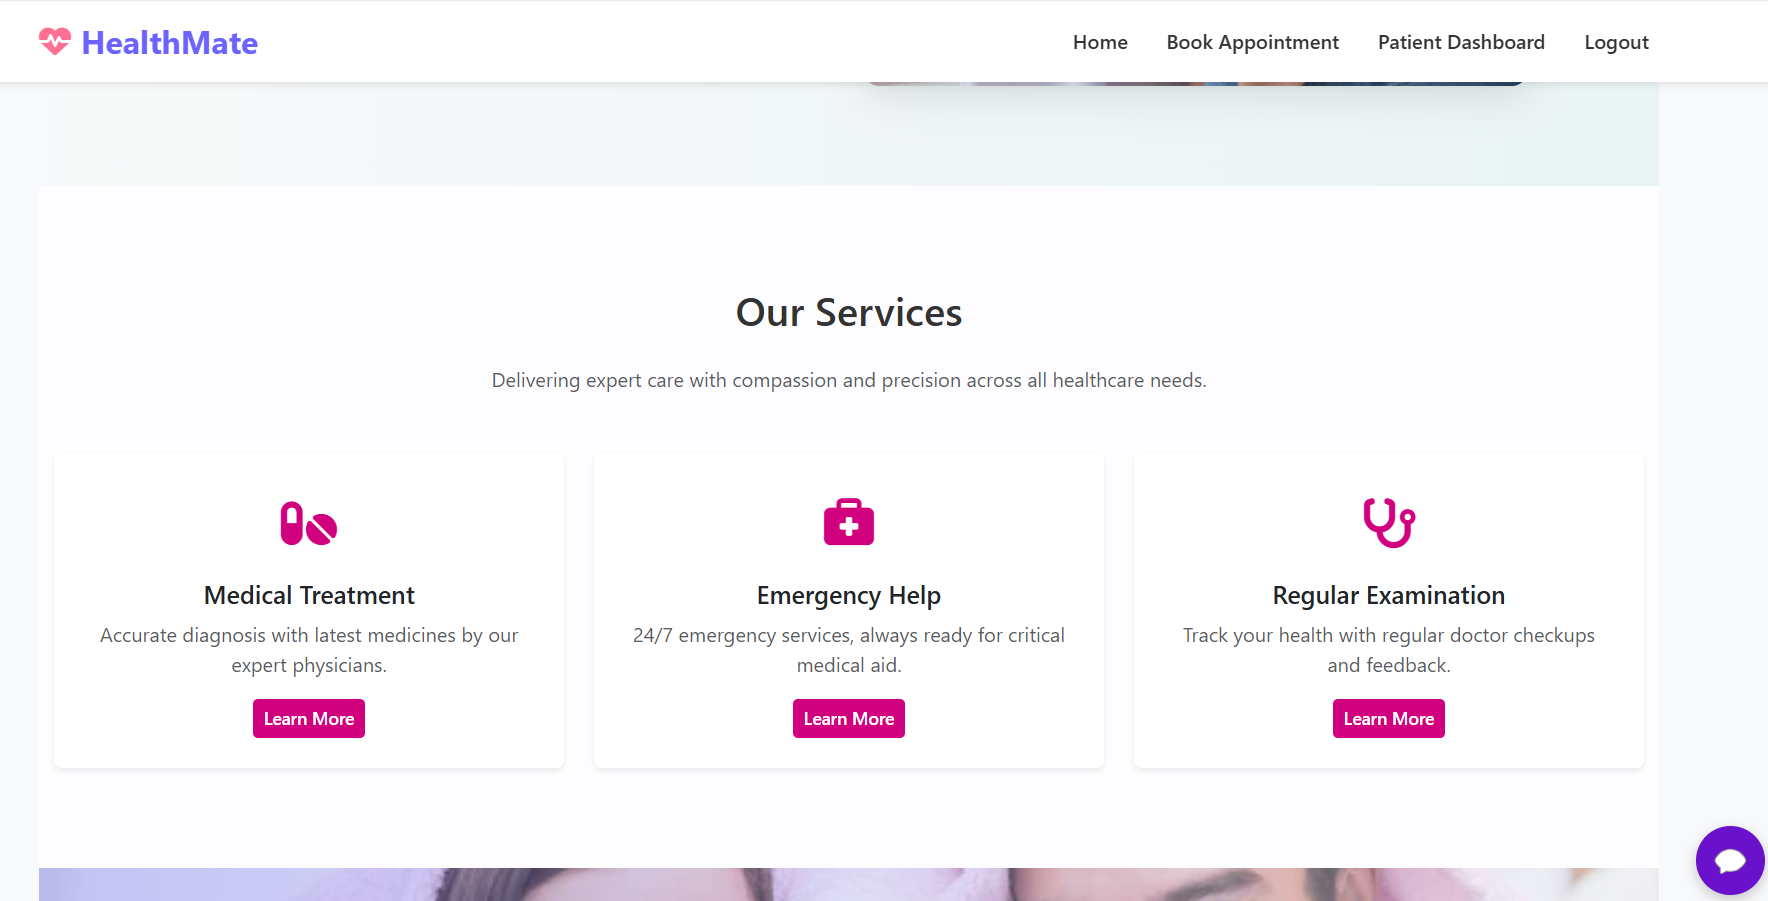 HealthMate
Home
Book Appointment
Patient Dashboard
Logout
Our Services
Delivering expert care with compassion and precision across all healthcare needs.
Medical Treatment
Accurate diagnosis with latest medicines by our
expert physicians.
Learn More
Emergency Help
24/7 emergency services, always ready for critical
medical aid.
Learn More
Regular Examination
Track your health with regular doctor checkups
and feedback.
Learn More